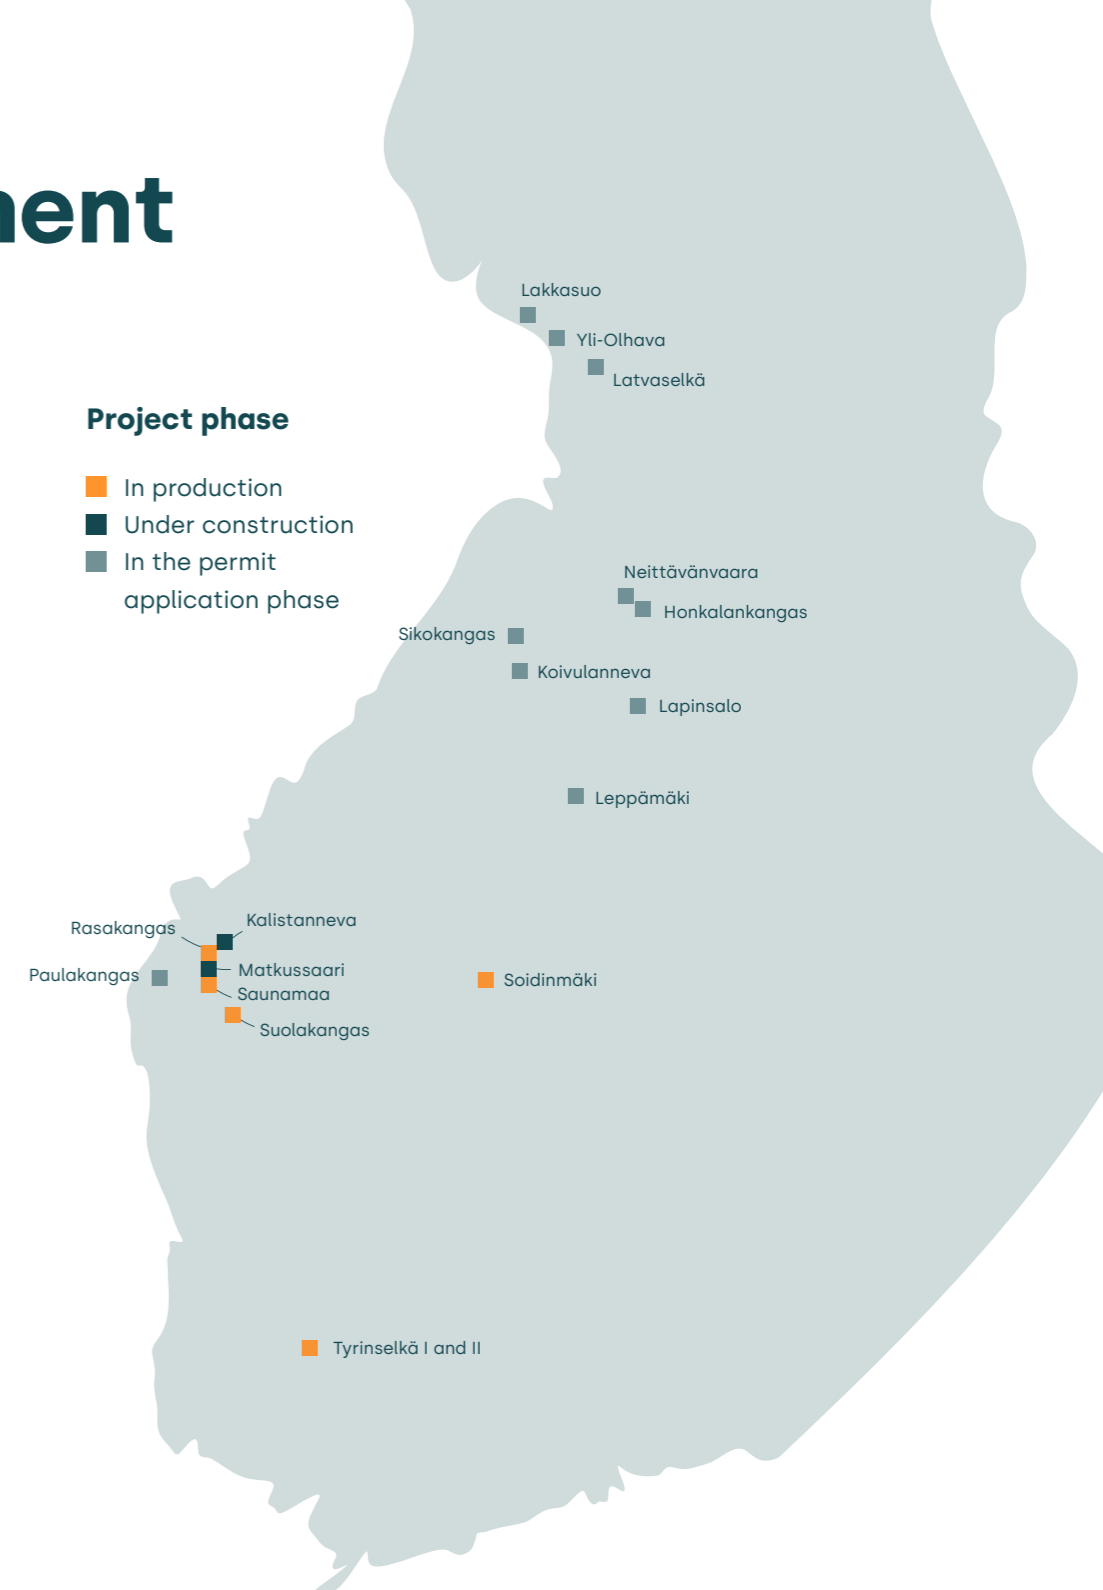 Project phase
In production
Under construction
In the permit
application phase
Lakkasuo
Yli-Olhava
Latvaselkä
Neittävänvaara
Honkalankangas
Sikokangas
Koivulanneva
Lapinsalo
Leppämäki
Kalistanneva
Rasakangas
Matkussaari
Paulakangas
Saunamaa
Soidinmäki
Suolakangas
Tyrinselkä I and II